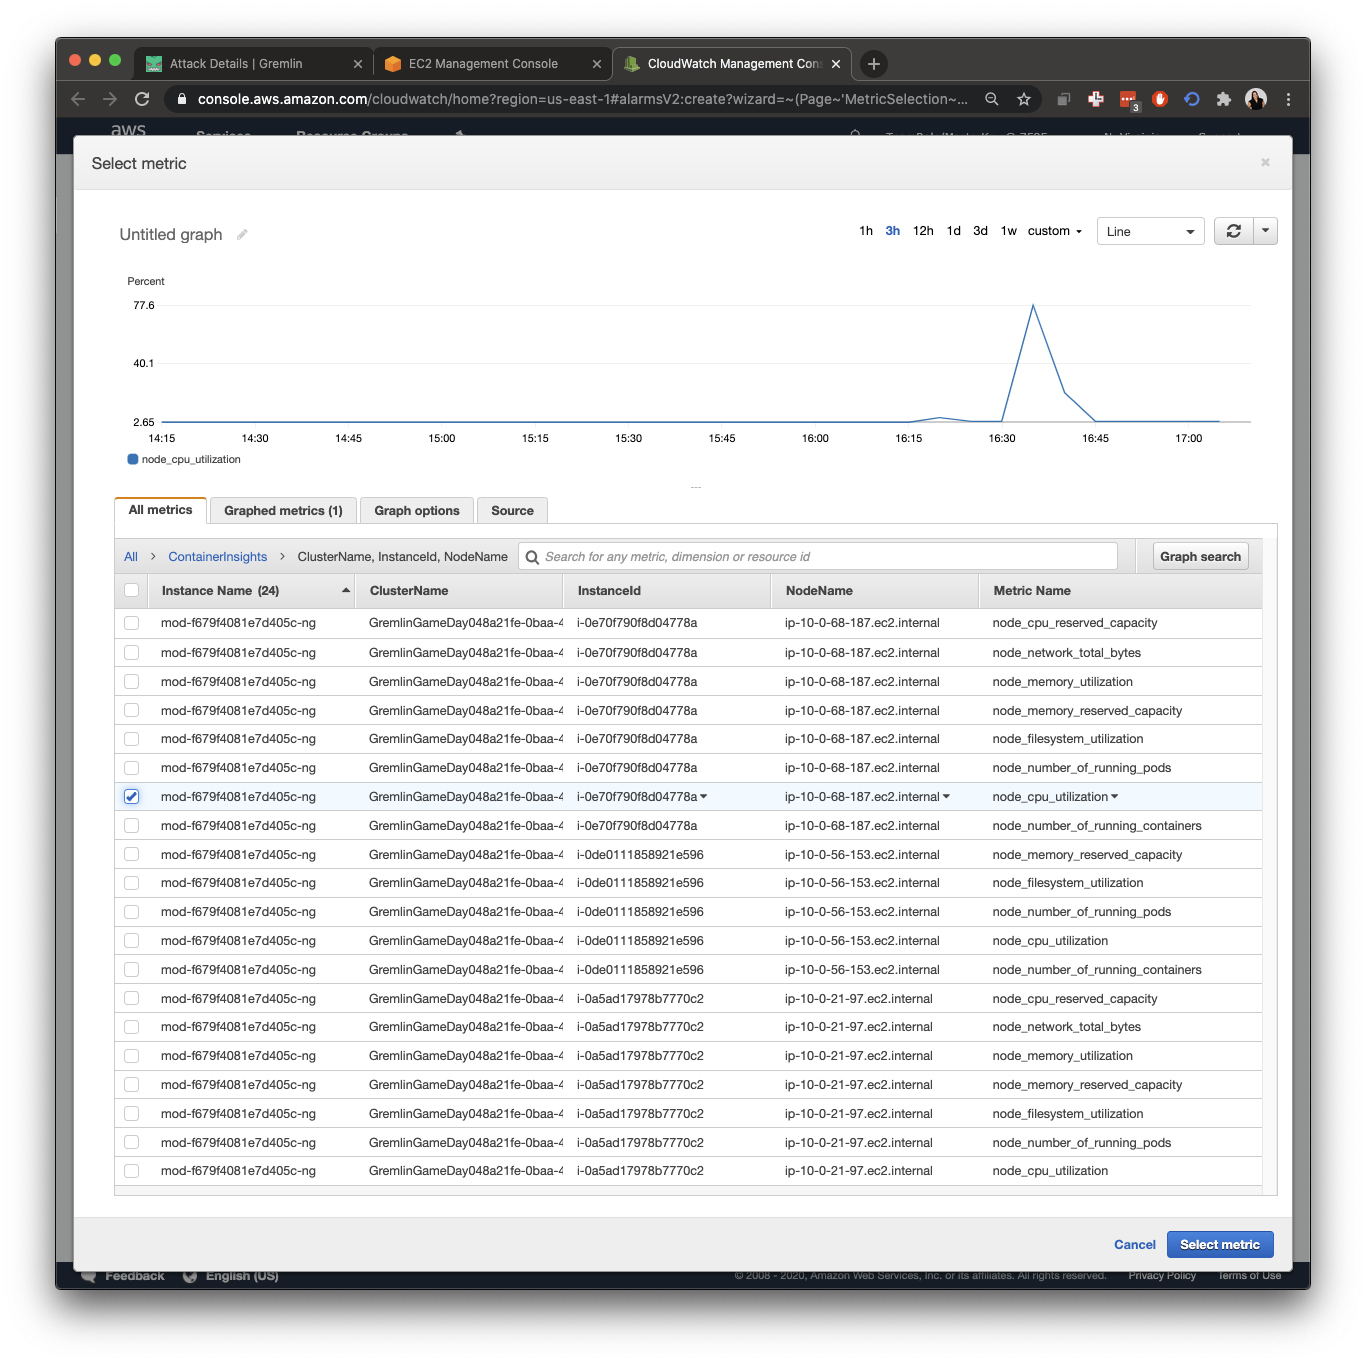 Attack Details | Gremlin
EC2 Management Console
CloudWatch Management Con
console.aws.amazon.com/cloudwatch/home?region=us-east-1#alarmsV2:create?wizard=~(Page~'MetricSelection~...
3
aws Services Resource Groups
Select metric
Untitled graph
1h 3h 12h 1d 3d 1w custom
Line
Percent
77.6
40.1
2.65
14:15 14:30 14:45 15:00 15:15 15:30 15:45 16:00 16:15 16:30 16:45 17:00
node_cpu_utilization
All metrics Graphed metrics (1) Graph options Source
All > ContainerInsights > ClusterName, InstanceId, NodeName Search for any metric, dimension or resource id Graph search
Instance Name (24) ClusterName InstanceId NodeName Metric Name
mod-f679f4081e7d405c-ng GremlinGameDay048a21fe-0baa-4 i-0e70f790f8d04778a ip-10-0-68-187.ec2.internal node_cpu_reserved_capacity
mod-f679f4081e7d405c-ng GremlinGameDay048a21fe-0baa-4 i-0e70f790f8d04778a ip-10-0-68-187.ec2.internal node_network_total_bytes
mod-f679f4081e7d405c-ng GremlinGameDay048a21fe-0baa-4 i-0e70f790f8d04778a ip-10-0-68-187.ec2.internal node_memory_utilization
mod-f679f4081e7d405c-ng GremlinGameDay048a21fe-0baa-4 i-0e70f790f8d04778a ip-10-0-68-187.ec2.internal node_memory_reserved_capacity
mod-f679f4081e7d405c-ng GremlinGameDay048a21fe-0baa-4 i-0e70f790f8d04778a ip-10-0-68-187.ec2.internal node_filesystem_utilization
mod-f679f4081e7d405c-ng GremlinGameDay048a21fe-0baa-4 i-0e70f790f8d04778a ip-10-0-68-187.ec2.internal node_number_of_running_pods
mod-f679f4081e7d405c-ng GremlinGameDay048a21fe-0baa-4 i-0e70f790f8d04778a ip-10-0-68-187.ec2.internal node_cpu_utilization
mod-f679f4081e7d405c-ng GremlinGameDay048a21fe-0baa-4 i-0e70f790f8d04778a ip-10-0-68-187.ec2.internal node_number_of_running_containers
mod-f679f4081e7d405c-ng GremlinGameDay048a21fe-0baa-4 i-0de0111858921e596 ip-10-0-56-153.ec2.internal node_memory_reserved_capacity
mod-f679f4081e7d405c-ng GremlinGameDay048a21fe-0baa-4 i-0de0111858921e596 ip-10-0-56-153.ec2.internal node_filesystem_utilization
mod-f679f4081e7d405c-ng GremlinGameDay048a21fe-0baa-4 i-0de0111858921e596 ip-10-0-56-153.ec2.internal node_number_of_running_pods
mod-f679f4081e7d405c-ng GremlinGameDay048a21fe-0baa-4 i-0de0111858921e596 ip-10-0-56-153.ec2.internal node_cpu_utilization
mod-f679f4081e7d405c-ng GremlinGameDay048a21fe-0baa-4 i-0de0111858921e596 ip-10-0-56-153.ec2.internal node_number_of_running_containers
mod-f679f4081e7d405c-ng GremlinGameDay048a21fe-0baa-4 i-0a5ad17978b7770c2 ip-10-0-21-97.ec2.internal node_cpu_reserved_capacity
mod-f679f4081e7d405c-ng GremlinGameDay048a21fe-0baa-4 i-0a5ad17978b7770c2 ip-10-0-21-97.ec2.internal node_network_total_bytes
mod-f679f4081e7d405c-ng GremlinGameDay048a21fe-0baa-4 i-0a5ad17978b7770c2 ip-10-0-21-97.ec2.internal node_memory_utilization
mod-f679f4081e7d405c-ng GremlinGameDay048a21fe-0baa-4 i-0a5ad17978b7770c2 ip-10-0-21-97.ec2.internal node_memory_reserved_capacity
mod-f679f4081e7d405c-ng GremlinGameDay048a21fe-0baa-4 i-0a5ad17978b7770c2 ip-10-0-21-97.ec2.internal node_filesystem_utilization
mod-f679f4081e7d405c-ng GremlinGameDay048a21fe-0baa-4 i-0a5ad17978b7770c2 ip-10-0-21-97.ec2.internal node_number_of_running_pods
mod-f679f4081e7d405c-ng GremlinGameDay048a21fe-0baa-4 i-0a5ad17978b7770c2 ip-10-0-21-97.ec2.internal node_cpu_utilization
Cancel Select metric
Feedback English (US) © 2008 - 2020, Amazon Web Services, Inc. or its affiliates. All rights reserved. Privacy Policy Terms of Use